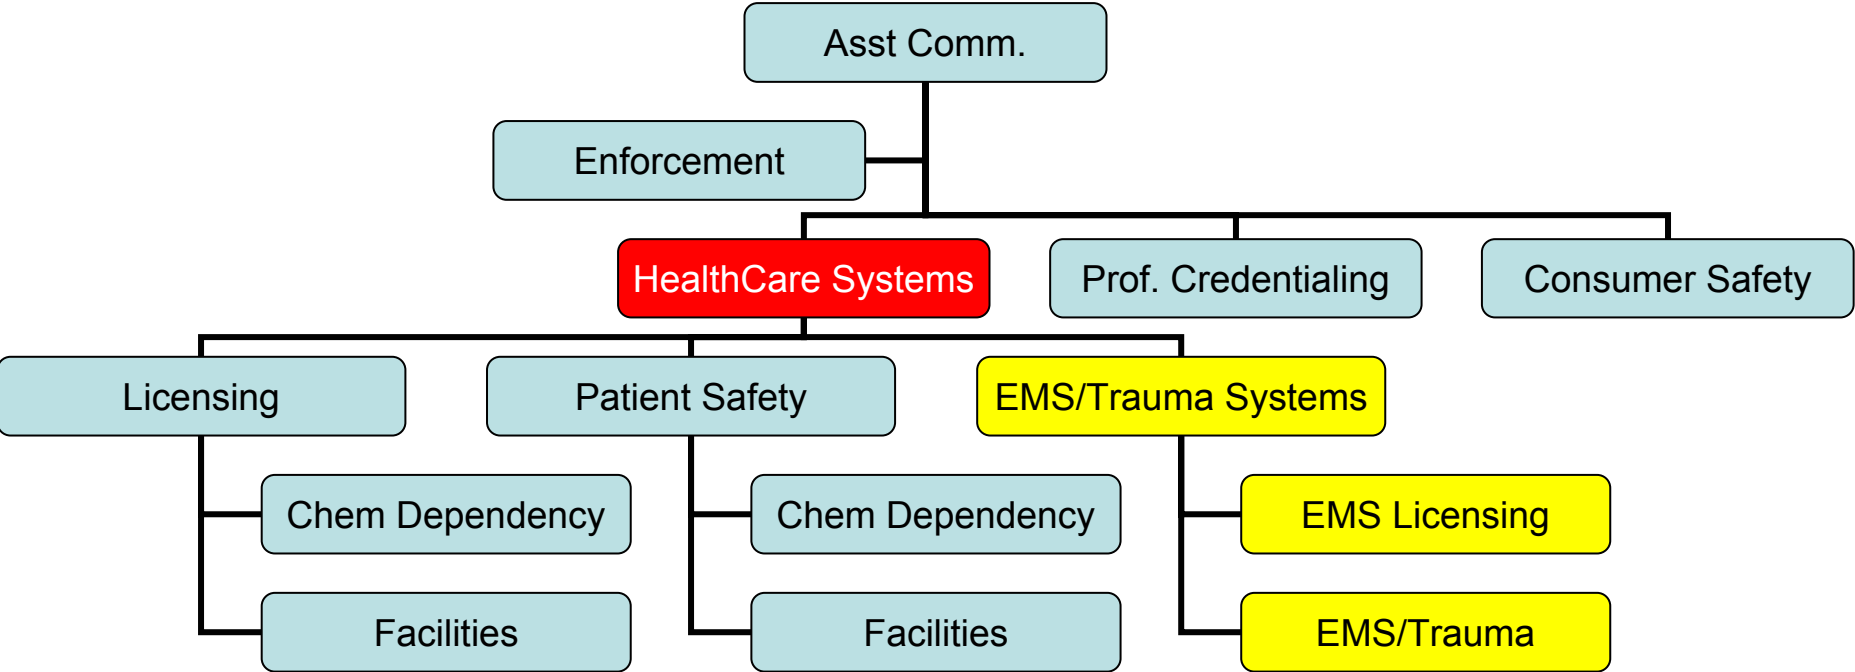 Asst Comm.
Enforcement
HealthCare Systems
Prof. Credentialing
Consumer Safety
Licensing
Patient Safety
EMS/Trauma Systems
Chem Dependency
Chem Dependency
EMS Licensing
Facilities
Facilities
EMS/Trauma